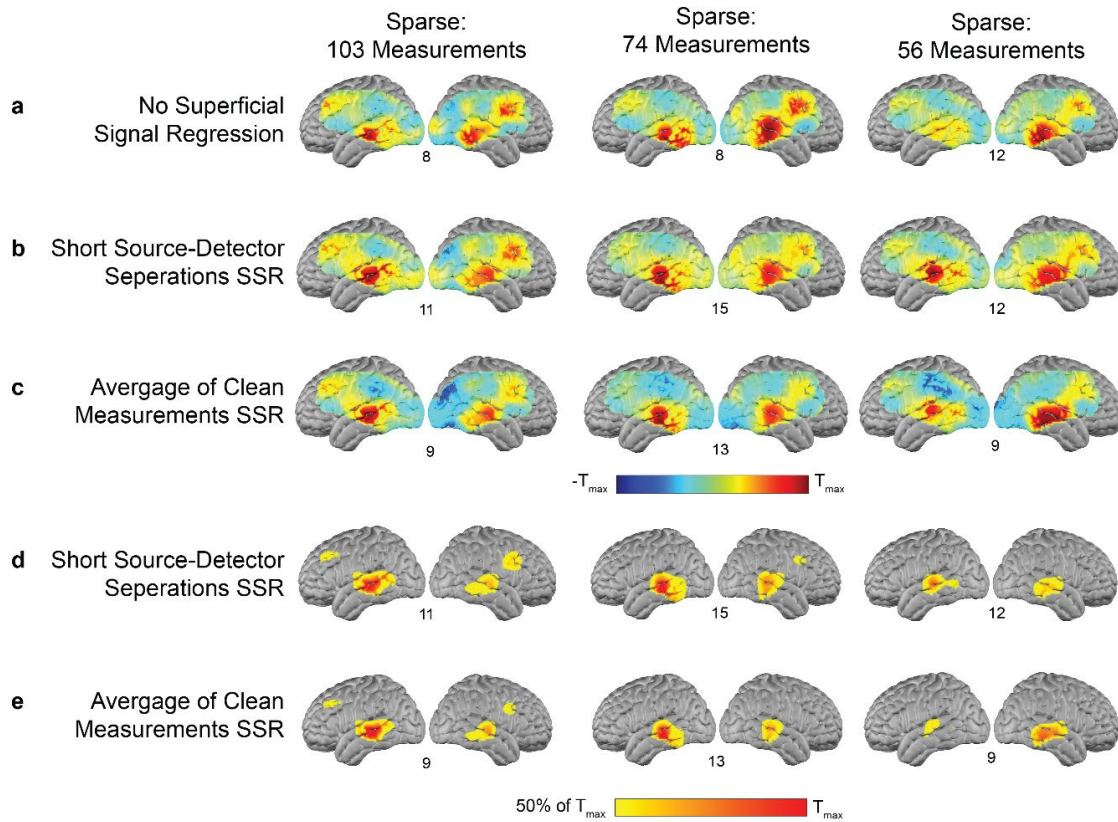 Sparse:
103 Measurements
Sparse:
74 Measurements
Sparse:
56 Measurements
a
No Superficial
Signal Regression
8
8
12
b
Short Source-Detector
Seperations SSR
11
15
12
c
Avergage of Clean
Measurements SSR
9
13
9
-Tmax
Tmax
d
Short Source-Detector
Seperations SSR
11
15
12
e
Avergage of Clean
Measurements SSR
9
13
9
50% of Tmax
Tmax